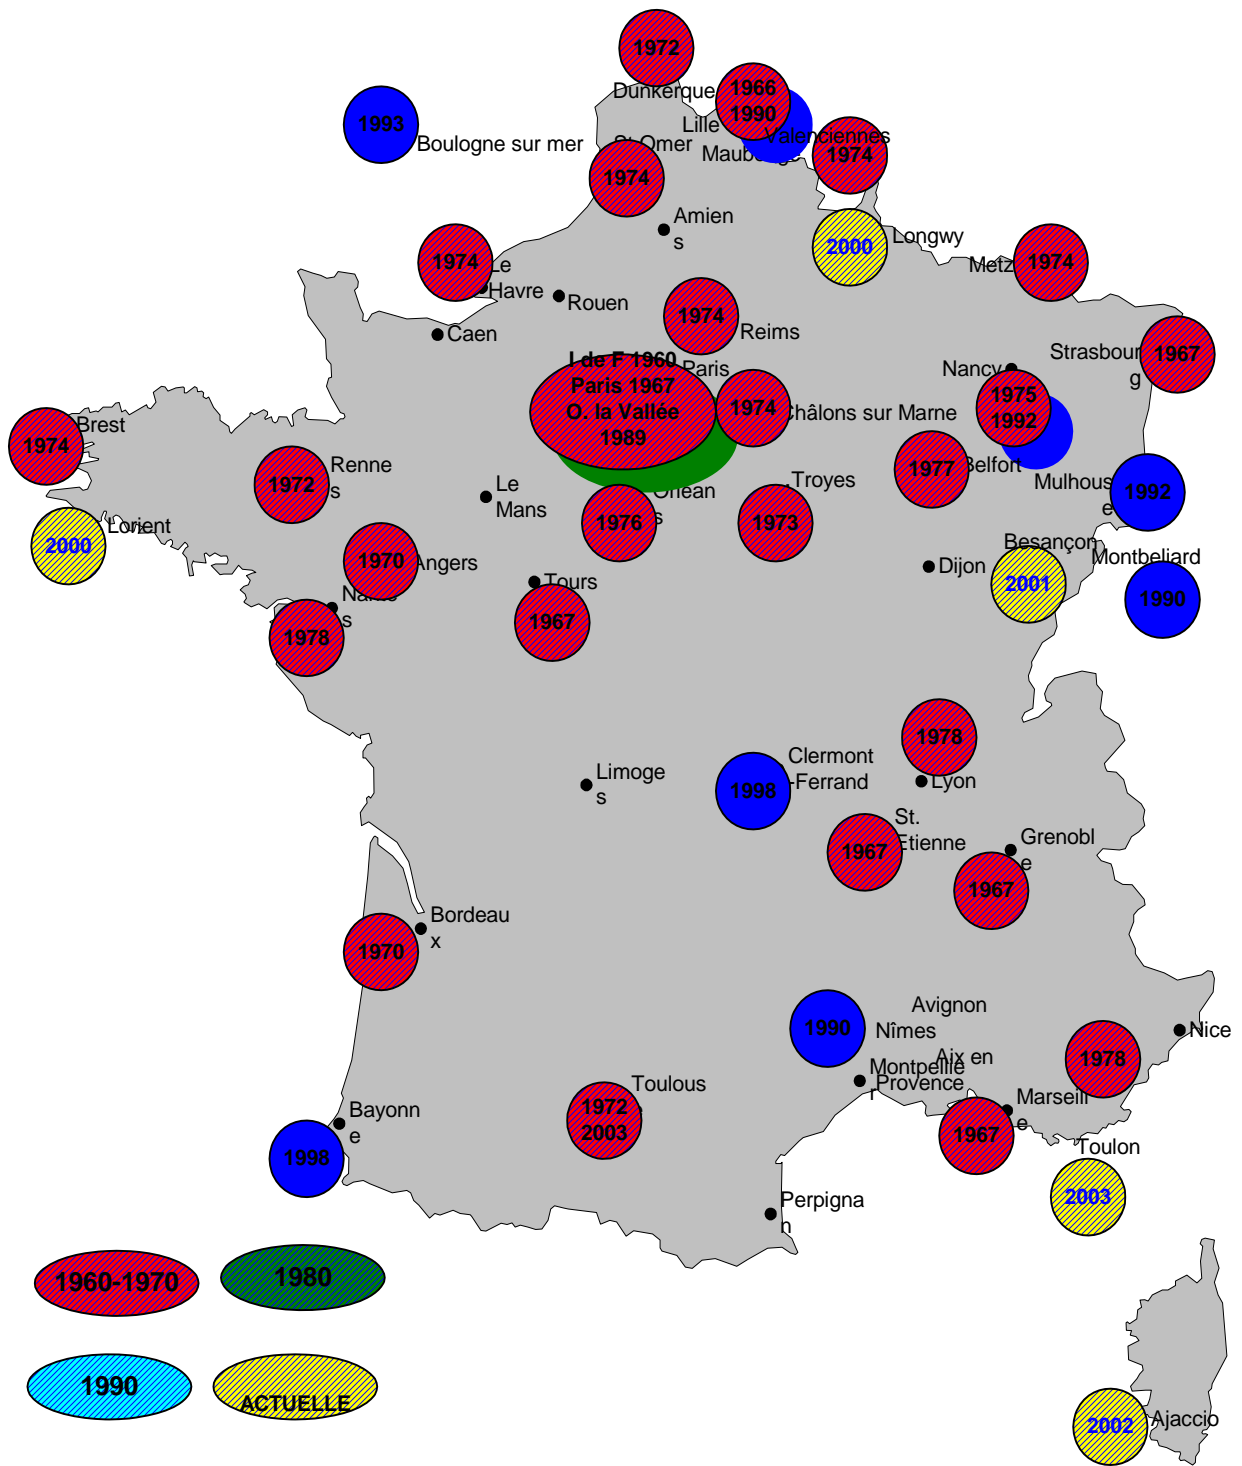 1972
Dunkerque
1966
1990
Lille
Valenciennes
Maubeuge
1974
1993
Boulogne sur mer
St Omer
1974
Amien
s
2000
Longwy
Metz
1974
1974
Le
Havre
Rouen
1974
Reims
Caen
Strasbour
g
1967
I de F 1960
Paris 1967
O. la Vallée
1989
Paris
1974
Châlons sur Marne
Nancy
1975
1992
Brest
1974
Renne
s
1972
Le
Mans
Orlean
s
1976
Troyes
1973
1977
Belfort
Mulhous
e
1992
Lorient
2000
1970
Angers
Nantes
s
1978
Tours
1967
Dijon
Besançon
2001
Montbeliard
1990
1978
Lyon
Clermont
-Ferrand
1998
Limoge
s
St.
Etienne
1967
Grenobl
e
1967
Bordeau
x
1970
Avignon
Nîmes
1990
Aix en
Provence
Montpellie
r
Nice
1978
Toulous
e
1972
2003
Marseill
e
1967
Toulon
2003
Bayonn
e
1998
Perpigna
n
1960-1970
1980
1990
ACTUELLE
2002
Ajaccio